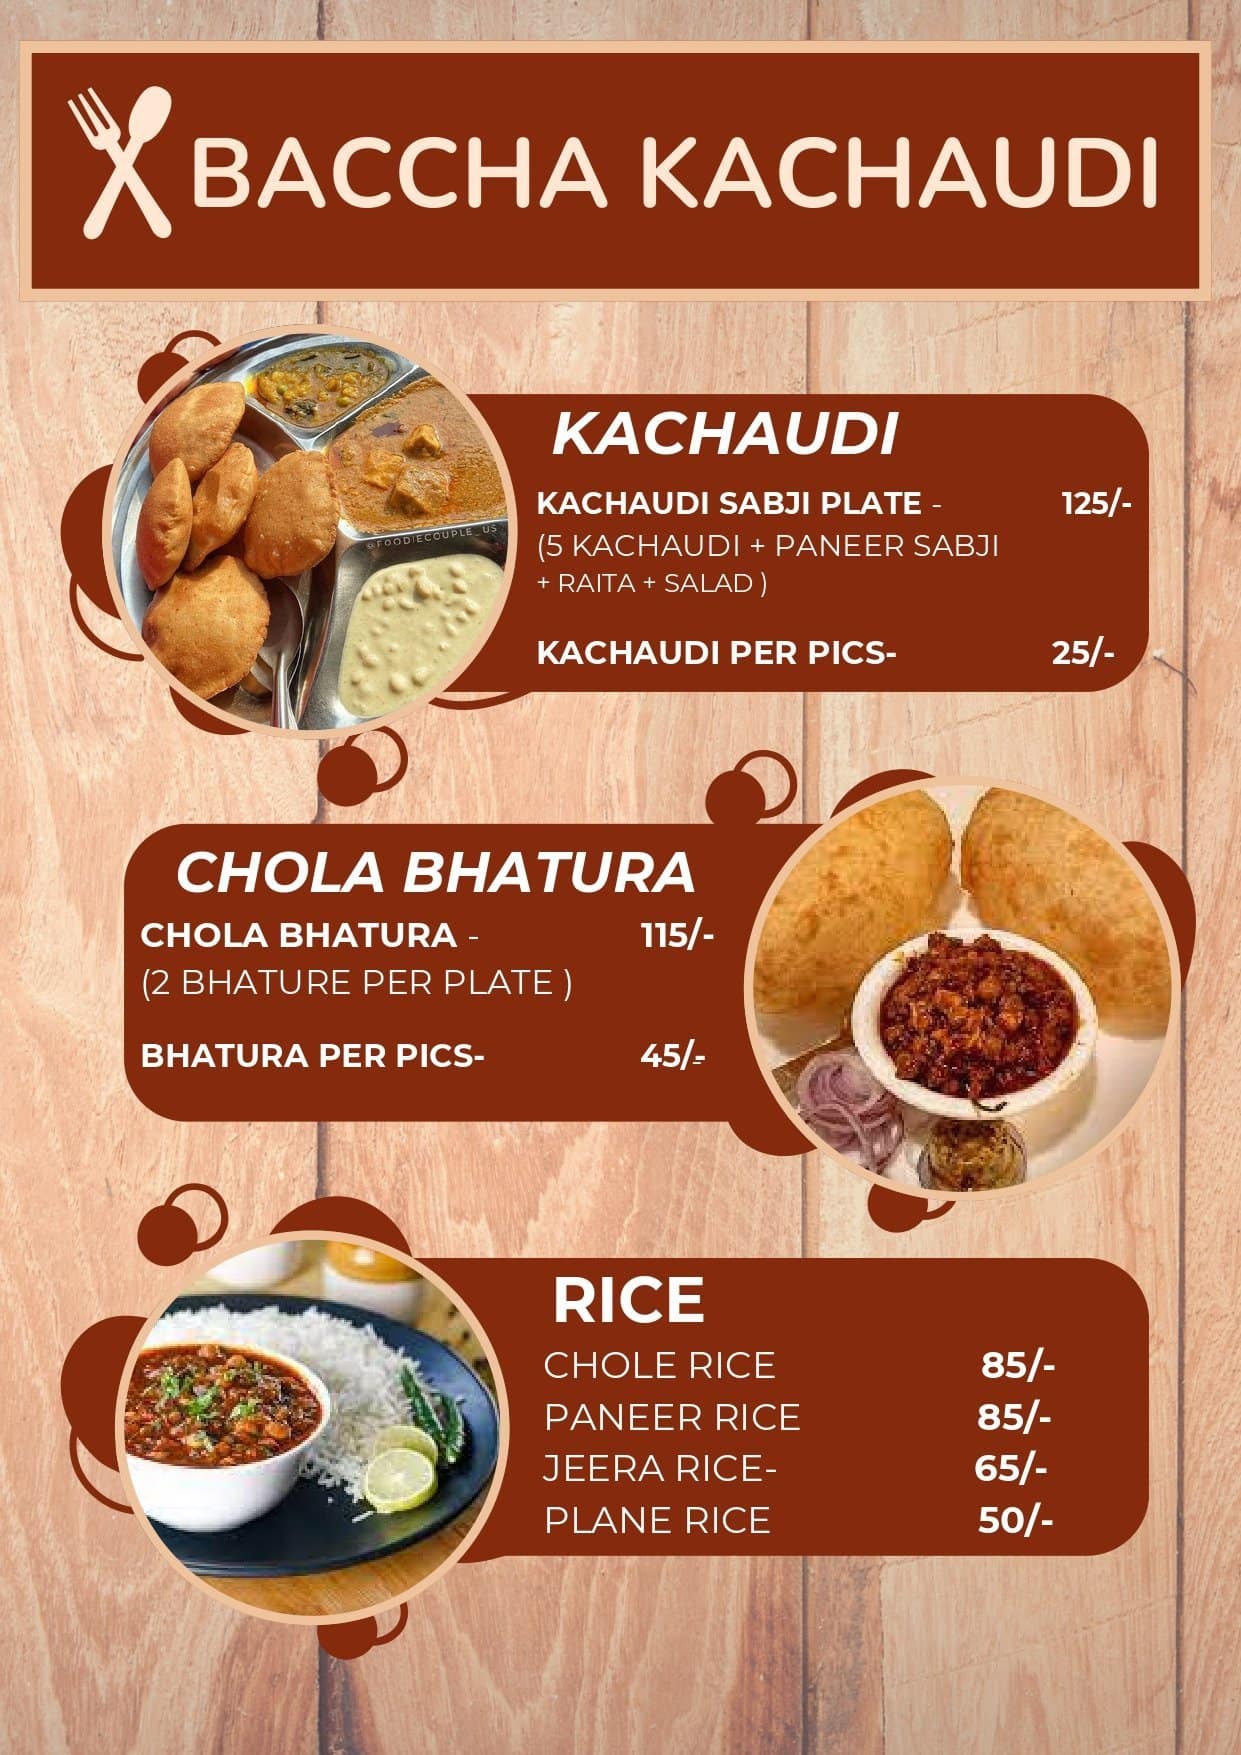 BACCHA KACHAUDI
KACHAUDI
KACHAUDI SABJI PLATE - 125/-
(5 KACHAUDI + PANEER SABJI
+ RAITA + SALAD )
KACHAUDI PER PICS- 25/-
@FOODIECOUPLE_US
CHOLA BHATURA
CHOLA BHATURA - 115/-
(2 BHATURE PER PLATE )
BHATURA PER PICS- 45/-
RICE
CHOLE RICE 85/-
PANEER RICE 85/-
JEERA RICE- 65/-
PLANE RICE 50/-